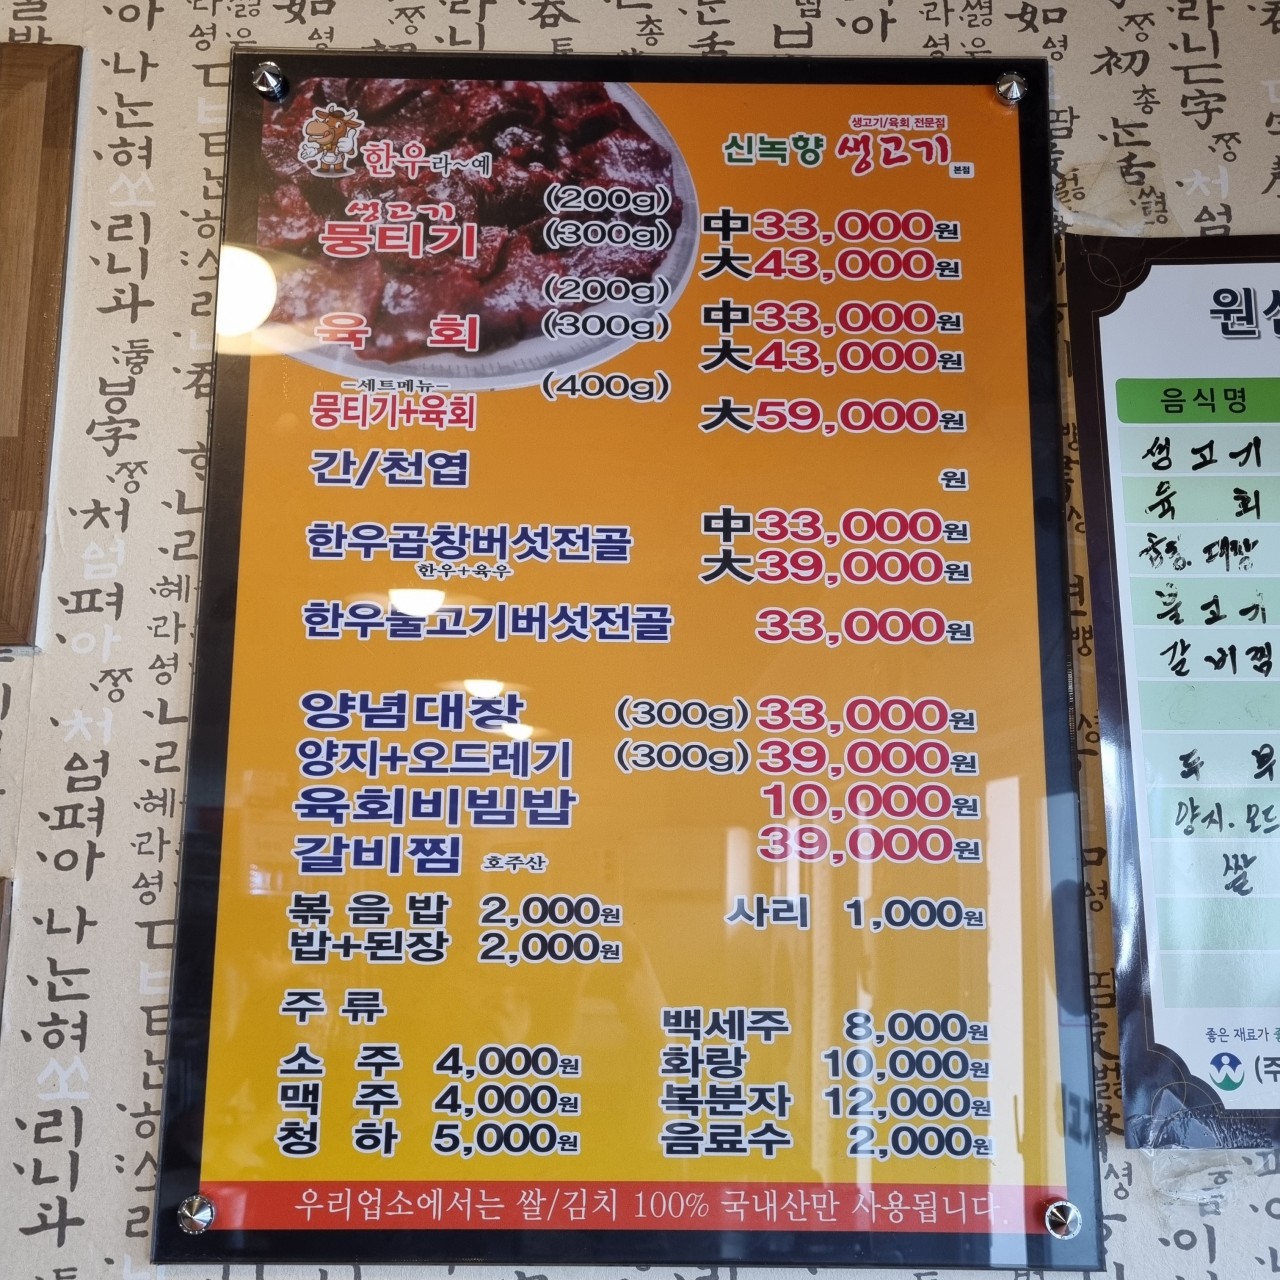 한우라~예
생고기/육회 전문점
신녹향 생고기
본점
생고기
뭉티기
(200g) 中33,000원
(300g) 大43,000원
육 회
(200g) 中33,000원
(300g) 大43,000원
-세트메뉴-
뭉티기+육회 (400g) 大59,000원
간/천엽 원
한우곱창버섯전골 中33,000원
한우+육우 大39,000원
한우불고기버섯전골 33,000원
양념대창 (300g) 33,000원
양지+오드레기 (300g) 39,000원
육회비빔밥 10,000원
갈비찜 호주산 39,000원
볶음밥 2,000원 사리 1,000원
밥+된장 2,000원
주류
백세주 8,000원
소주 4,000원 화랑 10,000원
맥주 4,000원 복분자 12,000원
청하 5,000원 음료수 2,000원
우리업소에서는 쌀/김치 100% 국내산만 사용됩니다.
음식명
생고기
육회
불고기
갈비찜
쌀
좋은 재료가
(주